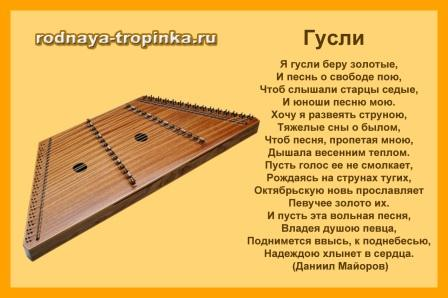 rodnaya-tropinka.ru
Гусли
Я гусли беру золотые,
И песнь о свободе пою,
Чтоб слышали старцы седые,
И юноши песню мою.
Хочу я развеять струною,
Тяжелые сны о былом,
Чтоб песня, пропетая мною,
Дышала весенним теплом.
Пусть голос ее не смолкает,
Рождаясь на струнах тугих,
Октябрьскую новь прославляет
Певучее золото их.
И пусть эта вольная песня,
Владея душою певца,
Поднимется ввысь, к поднебесью,
Надеждою хлынет в сердца.
(Даниил Майоров)